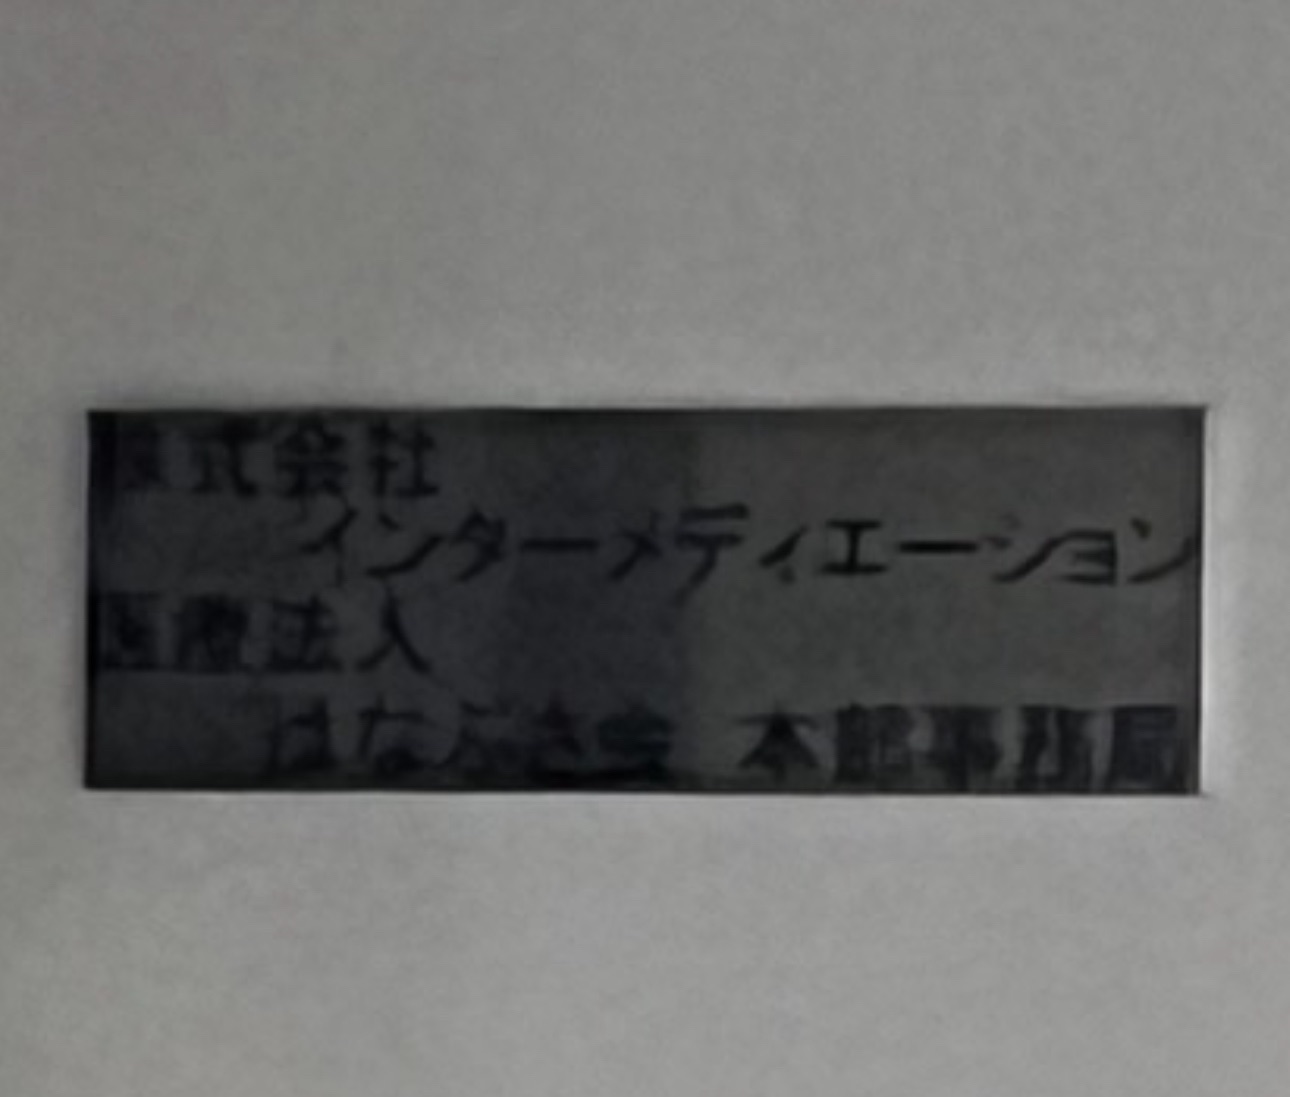 株式会社
インターメディエーション
医療法人
はなぶさ会 本部事務局